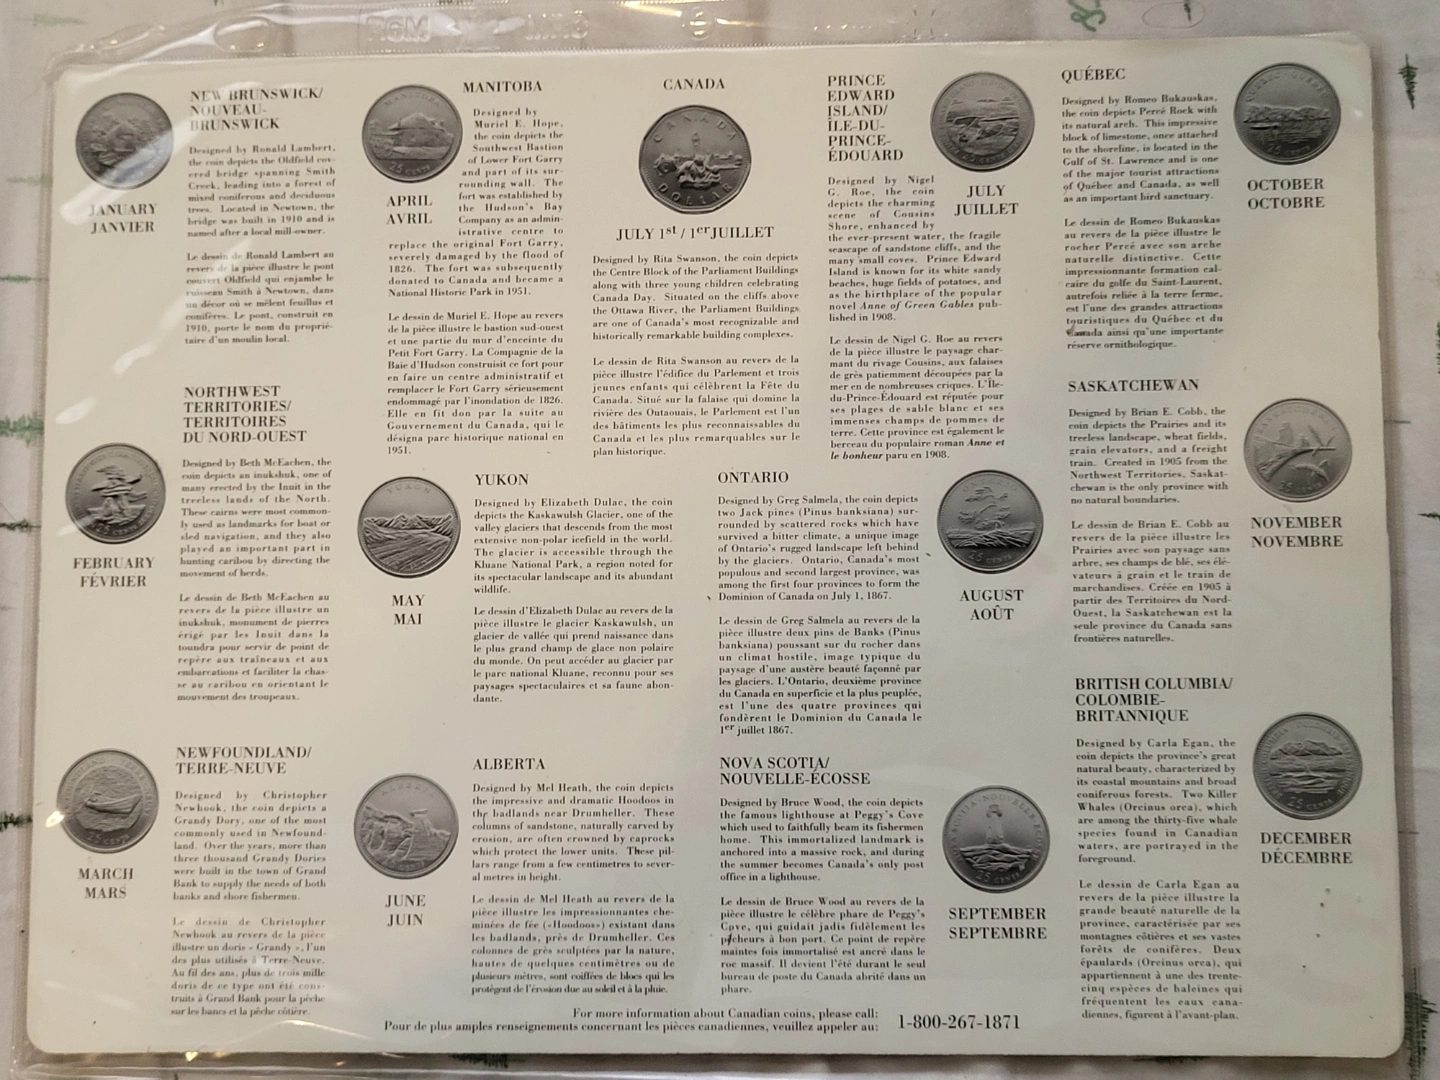 NEW BRUNSWICK/
NOUVEAU-
BRUNSWICK
Designed by Ronald Lambert,
the coin depicts the Oldfield cov-
ered bridge spanning Smith
Creek, leading into a forest of
mixed coniferous and deciduous
trees. Located in Newtown, the
bridge was built in 1910 and is
named after a local mill-owner.
Le dessin de Ronald Lambert au
revers de la pièce illustre le pont
couvert Oldfield qui enjambe le
ruisseau Smith à Newtown, dans
un décor où se mêlent feuillus et
conifères. Le pont, construit en
1910, porte le nom du proprié-
taire d'un moulin local.
JANUARY
JANVIER
NORTHWEST
TERRITORIES/
TERRITOIRES
DU NORD-OUEST
Designed by Beth McEachen, the
coin depicts an inukshuk, one of
many erected by the Inuit in the
treeless lands of the North.
These cairns were most common-
ly used as landmarks for boat or
sled navigation, and they also
played an important part in
hunting caribou by directing the
movement of herds.
Le dessin de Beth McEachen au
revers de la pièce illustre un
inukshuk, monument de pierres
érigé par les Inuit dans la
toundra pour servir de point de
repère aux traîneaux et aux
embarcations et faciliter la chas-
se au caribou en orientant le
mouvement des troupeaux.
FEBRUARY
FÉVRIER
NEWFOUNDLAND/
TERRE-NEUVE
Designed by Christopher
Newhook, the coin depicts a
Grandy Dory, one of the most
commonly used in Newfound-
land. Over the years, more than
three thousand Grandy Dories
were built in the town of Grand
Bank to supply the needs of both
banks and shore fishermen.
Le dessin de Christopher
Newhook au revers de la pièce
illustre un doris « Grandy », l'un
des plus utilisés à Terre-Neuve.
Au fil des ans, plus de trois mille
doris de ce type ont été cons-
truits à Grand Bank pour la pêche
sur les bancs et la pêche côtière.
MARCH
MARS
MANITOBA
Designed by
Muriel E. Hope,
the coin depicts the
Southwest Bastion
of Lower Fort Garry
and part of its sur-
rounding wall. The
fort was established by
the Hudson's Bay
Company as an admin-
istrative centre to
replace the original Fort Garry,
severely damaged by the flood of
1826. The fort was subsequently
donated to Canada and became a
National Historic Park in 1951.
Le dessin de Muriel E. Hope au revers
de la pièce illustre le bastion sud-ouest
et une partie du mur d'enceinte du
Petit Fort Garry. La Compagnie de la
Baie d'Hudson construisit ce fort pour
en faire un centre administratif et
remplacer le Fort Garry sérieusement
endommagé par l'inondation de 1826.
Elle en fit don par la suite au
Gouvernement du Canada, qui le
désigna parc historique national en
1951.
APRIL
AVRIL
YUKON
Designed by Elizabeth Dulac, the coin
depicts the Kaskawulsh Glacier, one of the
valley glaciers that descends from the most
extensive non-polar icefield in the world.
The glacier is accessible through the
Kluane National Park, a region noted for
its spectacular landscape and its abundant
wildlife.
Le dessin d'Elizabeth Dulac au revers de la
pièce illustre le glacier Kaskawulsh, un
glacier de vallée qui prend naissance dans
le plus grand champ de glace non polaire
du monde. On peut accéder au glacier par
le parc national Kluane, reconnu pour ses
paysages spectaculaires et sa faune abon-
dante.
MAY
MAI
ALBERTA
Designed by Mel Heath, the coin depicts
the impressive and dramatic Hoodoos in
the badlands near Drumheller. These
columns of sandstone, naturally carved by
erosion, are often crowned by caprocks
which protect the lower units. These pil-
lars range from a few centimetres to sever-
al metres in height.
Le dessin de Mel Heath au revers de la
pièce illustre les impressionnantes che-
minées de fée («Hoodoos») existant dans
les badlands, près de Drumheller. Ces
colonnes de grès sculptées par la nature,
hautes de quelques centimètres ou de
plusieurs mètres, sont coiffées de blocs qui les
protègent de l'érosion due au soleil et à la pluie.
JUNE
JUIN
CANADA
CANADA
DOLLAR
JULY 1st / 1er JUILLET
Designed by Rita Swanson, the coin depicts
the Centre Block of the Parliament Buildings
along with three young children celebrating
Canada Day. Situated on the cliffs above
the Ottawa River, the Parliament Buildings
are one of Canada's most recognizable and
historically remarkable building complexes.
Le dessin de Rita Swanson au revers de la
pièce illustre l'édifice du Parlement et trois
jeunes enfants qui célèbrent la Fête du
Canada. Situé sur la falaise qui domine la
rivière des Outaouais, le Parlement est l'un
des bâtiments les plus reconnaissables du
Canada et les plus remarquables sur le
plan historique.
PRINCE
EDWARD
ISLAND/
ÎLE-DU-
PRINCE-
ÉDOUARD
Designed by Nigel
G. Roe, the coin
depicts the charming
scene of Cousins
Shore, enhanced by
the ever-present water, the fragile
seascape of sandstone cliffs, and the
many small coves. Prince Edward
Island is known for its white sandy
beaches, huge fields of potatoes, and
as the birthplace of the popular
novel Anne of Green Gables pub-
lished in 1908.
Le dessin de Nigel G. Roe au revers
de la pièce illustre le paysage char-
mant du rivage Cousins, aux falaises
de grès patiemment découpées par la
mer en de nombreuses criques. L'Île-
du-Prince-Édouard est réputée pour
ses plages de sable blanc et ses
immenses champs de pommes de
terre. Cette province est également le
berceau du populaire roman Anne et
le bonheur paru en 1908.
JULY
JUILLET
ONTARIO
Designed by Greg Salmela, the coin depicts
two Jack pines (Pinus banksiana) sur-
rounded by scattered rocks which have
survived a bitter climate, a unique image
of Ontario's rugged landscape left behind
by the glaciers. Ontario, Canada's most
populous and second largest province, was
among the first four provinces to form the
Dominion of Canada on July 1, 1867.
Le dessin de Greg Salmela au revers de la
pièce illustre deux pins de Banks (Pinus
banksiana) poussant sur du rocher dans
un climat hostile, image typique du
paysage d'une austère beauté façonné par
les glaciers. L'Ontario, deuxième province
du Canada en superficie et la plus peuplée,
est l'une des quatre provinces qui
fondèrent le Dominion du Canada le
1er juillet 1867.
AUGUST
AOÛT
NOVA SCOTIA/
NOUVELLE-ÉCOSSE
Designed by Bruce Wood, the coin depicts
the famous lighthouse at Peggy's Cove
which used to faithfully beam its fishermen
home. This immortalized landmark is
anchored into a massive rock, and during
the summer becomes Canada's only post
office in a lighthouse.
Le dessin de Bruce Wood au revers de la
pièce illustre le célèbre phare de Peggy's
Cove, qui guidait jadis fidèlement les
pêcheurs à bon port. Ce point de repère
maintes fois immortalisé est ancré dans le
roc massif. Il devient l'été durant le seul
bureau de poste du Canada abrité dans un
phare.
SEPTEMBER
SEPTEMBRE
QUÉBEC
Designed by Romeo Bukauskas,
the coin depicts Percé Rock with
its natural arch. This impressive
block of limestone, once attached
to the shoreline, is located in the
Gulf of St. Lawrence and is one
of the major tourist attractions
of Québec and Canada, as well
as an important bird sanctuary.
Le dessin de Romeo Bukauskas
au revers de la pièce illustre le
rocher Percé avec son arche
naturelle distinctive. Cette
impressionnante formation cal-
caire du golfe du Saint-Laurent,
autrefois reliée à la terre ferme,
est l'une des grandes attractions
touristiques du Québec et du
Canada ainsi qu'une importante
réserve ornithologique.
OCTOBER
OCTOBRE
SASKATCHEWAN
Designed by Brian E. Cobb, the
coin depicts the Prairies and its
treeless landscape, wheat fields,
grain elevators, and a freight
train. Created in 1905 from the
Northwest Territories, Saskat-
chewan is the only province with
no natural boundaries.
Le dessin de Brian E. Cobb au
revers de la pièce illustre les
Prairies avec son paysage sans
arbre, ses champs de blé, ses élé-
vateurs à grain et le train de
marchandises. Créée en 1905 à
partir des Territoires du Nord-
Ouest, la Saskatchewan est la
seule province du Canada sans
frontières naturelles.
NOVEMBER
NOVEMBRE
BRITISH COLUMBIA/
COLOMBIE-
BRITANNIQUE
Designed by Carla Egan, the
coin depicts the province's great
natural beauty, characterized by
its coastal mountains and broad
coniferous forests. Two Killer
Whales (Orcinus orca), which
are among the thirty-five whale
species found in Canadian
waters, are portrayed in the
foreground.
Le dessin de Carla Egan au
revers de la pièce illustre la
grande beauté naturelle de la
province, caractérisée par ses
montagnes côtières et ses vastes
forêts de conifères. Deux
épaulards (Orcinus orca), qui
appartiennent à une des trente-
cinq espèces de baleines qui
fréquentent les eaux cana-
diennes, figurent à l'avant-plan.
DECEMBER
DÉCEMBRE
For more information about Canadian coins, please call:
Pour de plus amples renseignements concernant les pièces canadiennes, veuillez appeler au:
1-800-267-1871